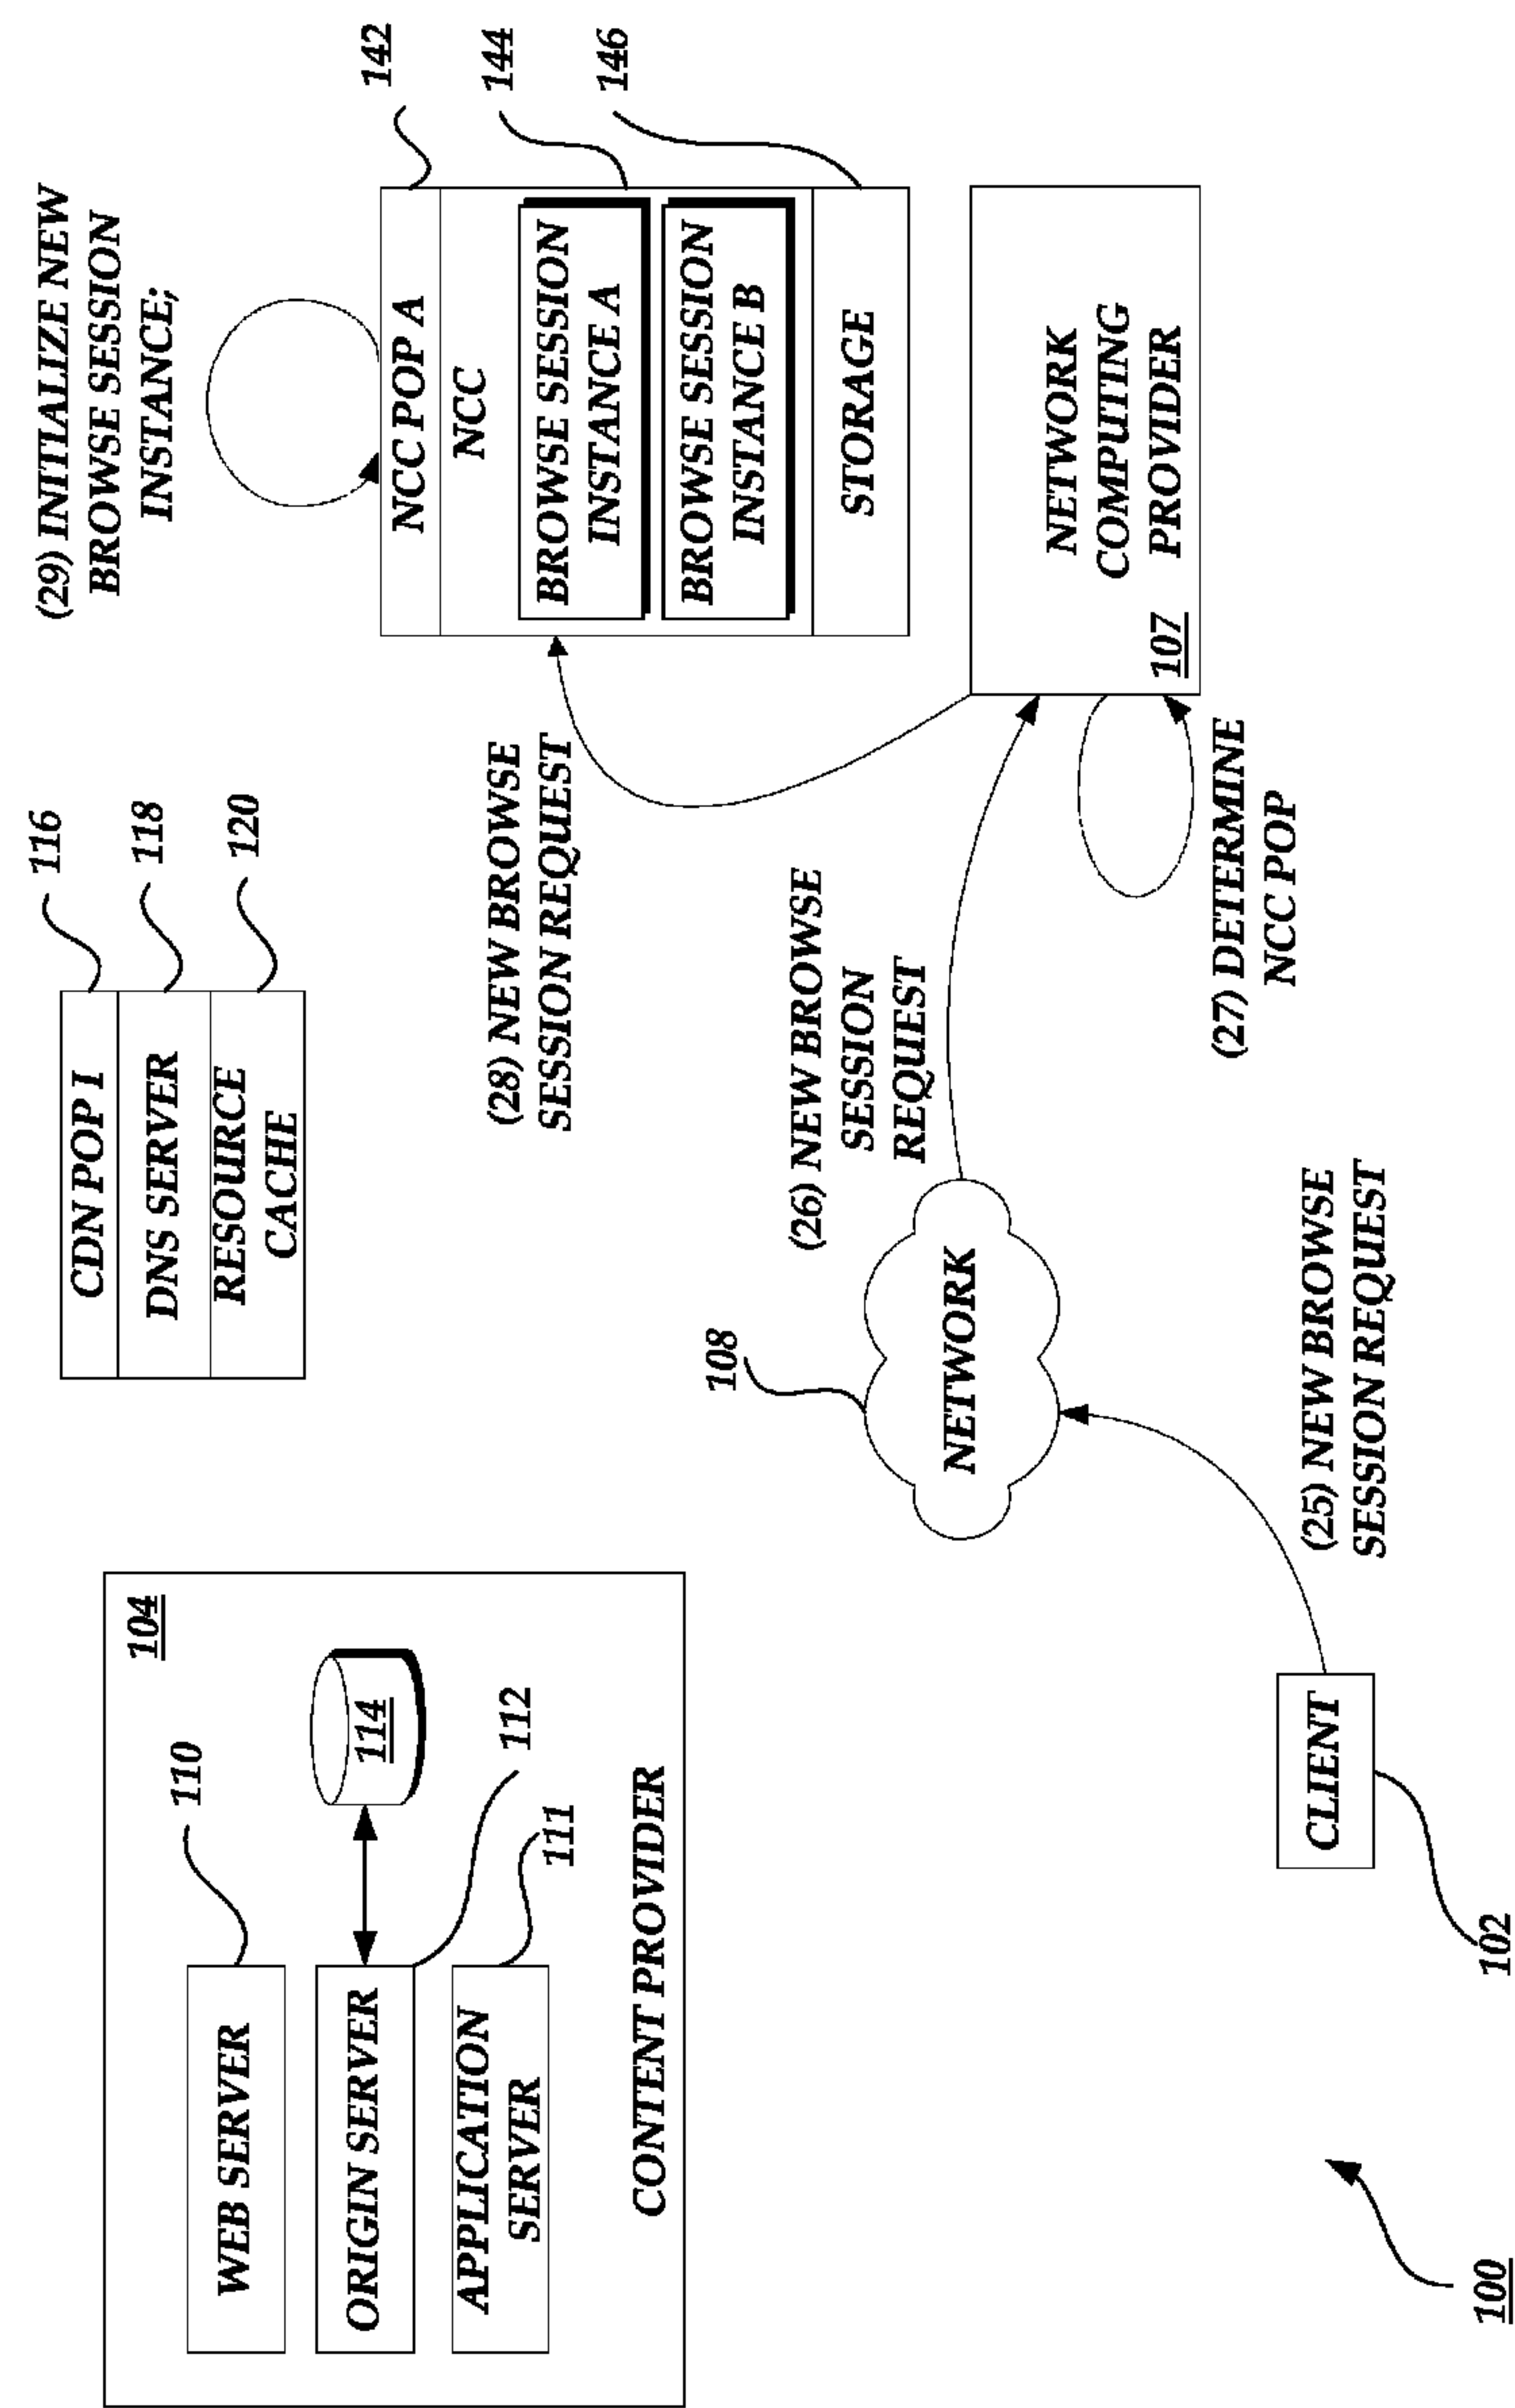 104
WEB SERVER
110
ORIGIN SERVER
114
112
APPLICATION
SERVER
111
CONTENT PROVIDER
CDN POP 1
116
DNS SERVER
118
RESOURCE
CACHE
120
(29) INITIALIZE NEW
BROWSE SESSION
INSTANCE;
NCC POP A
142
NCC
144
BROWSE SESSION
INSTANCE A
BROWSE SESSION
INSTANCE B
146
STORAGE
(28) NEW BROWSE
SESSION REQUEST
108
NETWORK
(26) NEW BROWSE
SESSION
REQUEST
NETWORK
COMPUTING
PROVIDER
107
(27) DETERMINE
NCC POP
(25) NEW BROWSE
SESSION REQUEST
CLIENT
102
100